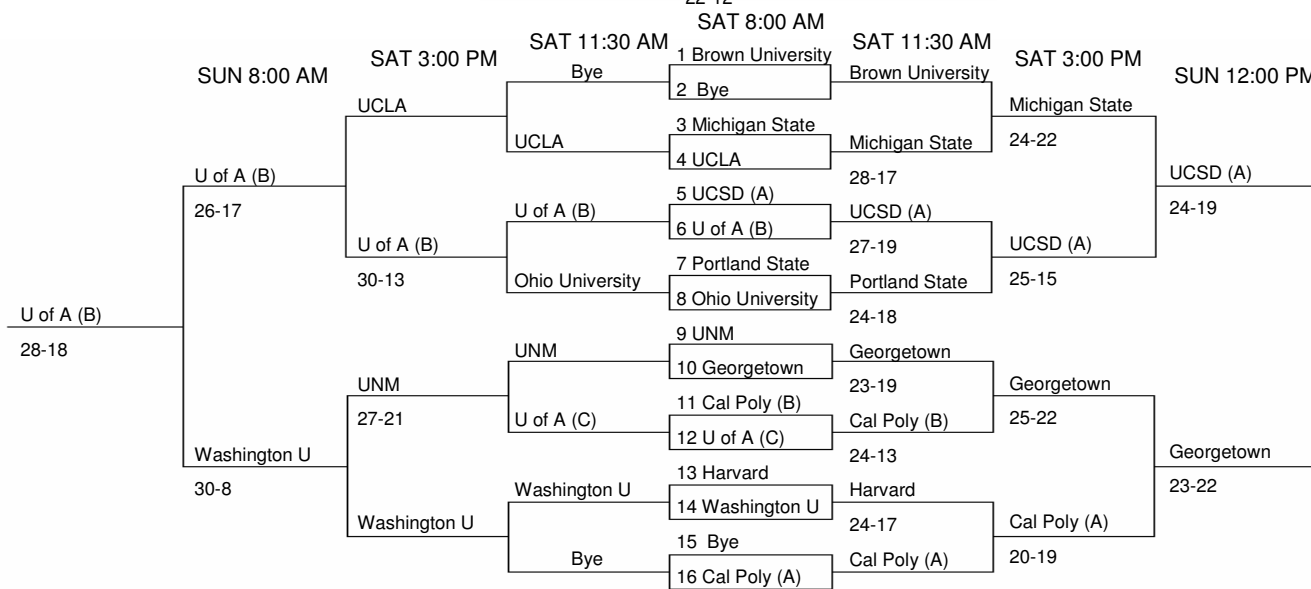 SAT 8:00 AM
SAT 11:30 AM
SAT 11:30 AM
SAT 3:00 PM
SAT 3:00 PM
SUN 8:00 AM
SUN 12:00 PM
1 Brown University
Bye
Brown University
2 Bye
UCLA
Michigan State
3 Michigan State
24-22
UCLA
4 UCLA
Michigan State
28-17
U of A (B)
UCSD (A)
26-17
24-19
5 UCSD (A)
U of A (B)
UCSD (A)
6 U of A (B)
27-19
U of A (B)
UCSD (A)
30-13
25-15
7 Portland State
Ohio University
Portland State
8 Ohio University
24-18
U of A (B)
28-18
9 UNM
UNM
Georgetown
10 Georgetown
23-19
UNM
Georgetown
27-21
25-22
11 Cal Poly (B)
U of A (C)
Cal Poly (B)
12 U of A (C)
24-13
Washington U
Georgetown
30-8
23-22
13 Harvard
Washington U
Harvard
14 Washington U
24-17
Washington U
Cal Poly (A)
20-19
15 Bye
Bye
Cal Poly (A)
16 Cal Poly (A)